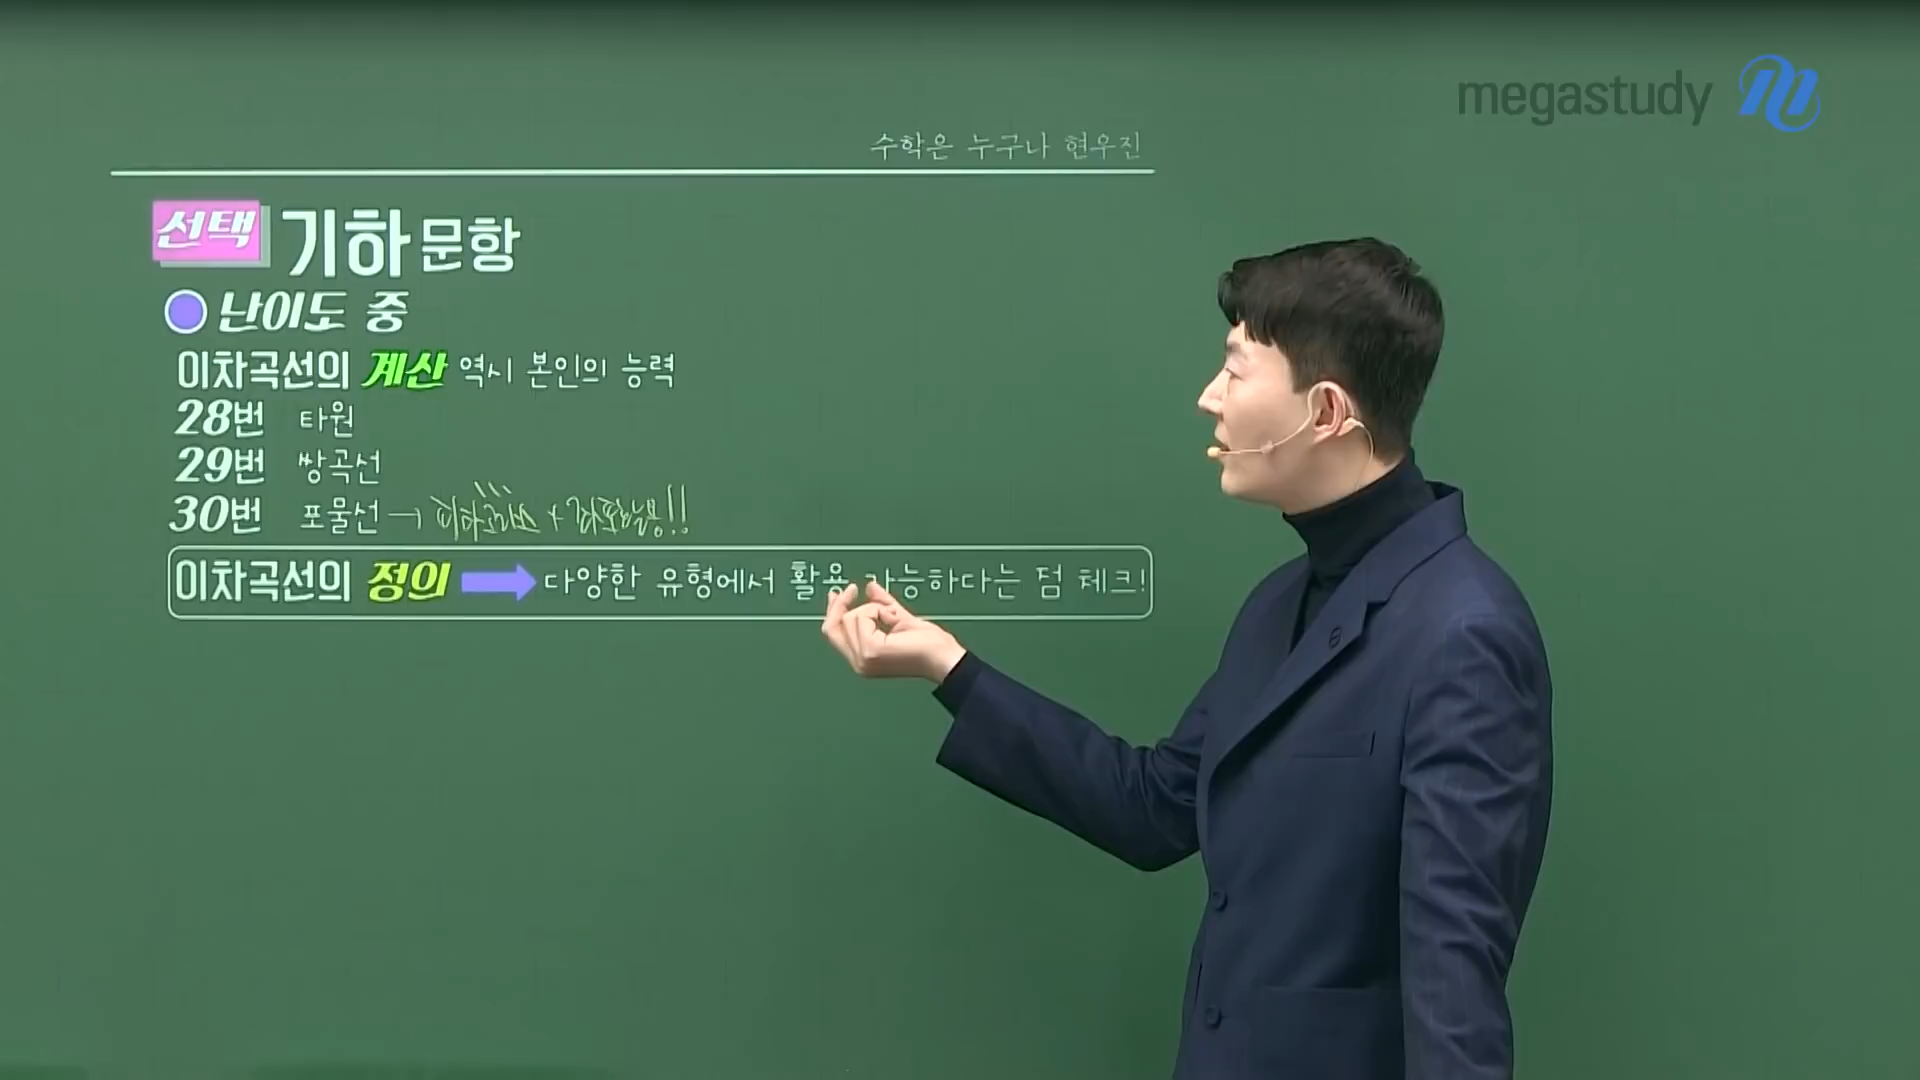 megastudy
수학은 누구나 현우진
선택 기하 문항
난이도 중
이차곡선의 계산 역시 본인의 능력
28번 타원
29번 쌍곡선
30번 포물선 →
이차곡선의 정의 → 다양한 유형에서 활용 가능하다는 점 체크!